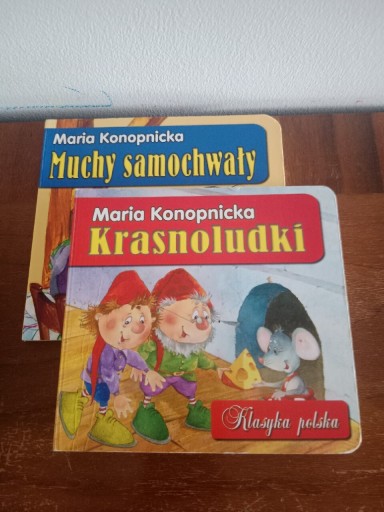 Maria Konopnicka
Muchy samochwały
Maria Konopnicka
Krasnoludki
Klasyka polska